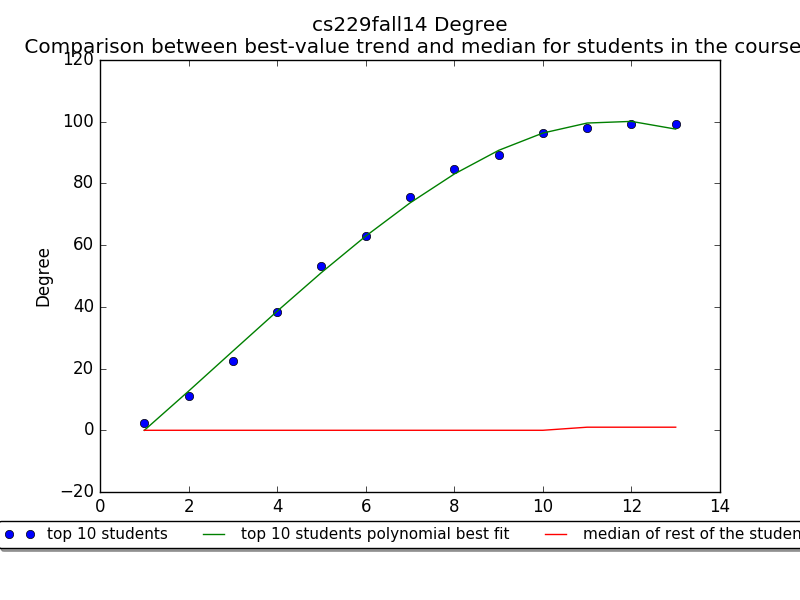 cs229fall14 Degree
Comparison between best-value trend and median for students in the course
120
100
80
60
40
20
0
−20
Degree
0 2 4 6 8 10 12 14
top 10 students top 10 students polynomial best fit median of rest of the studen